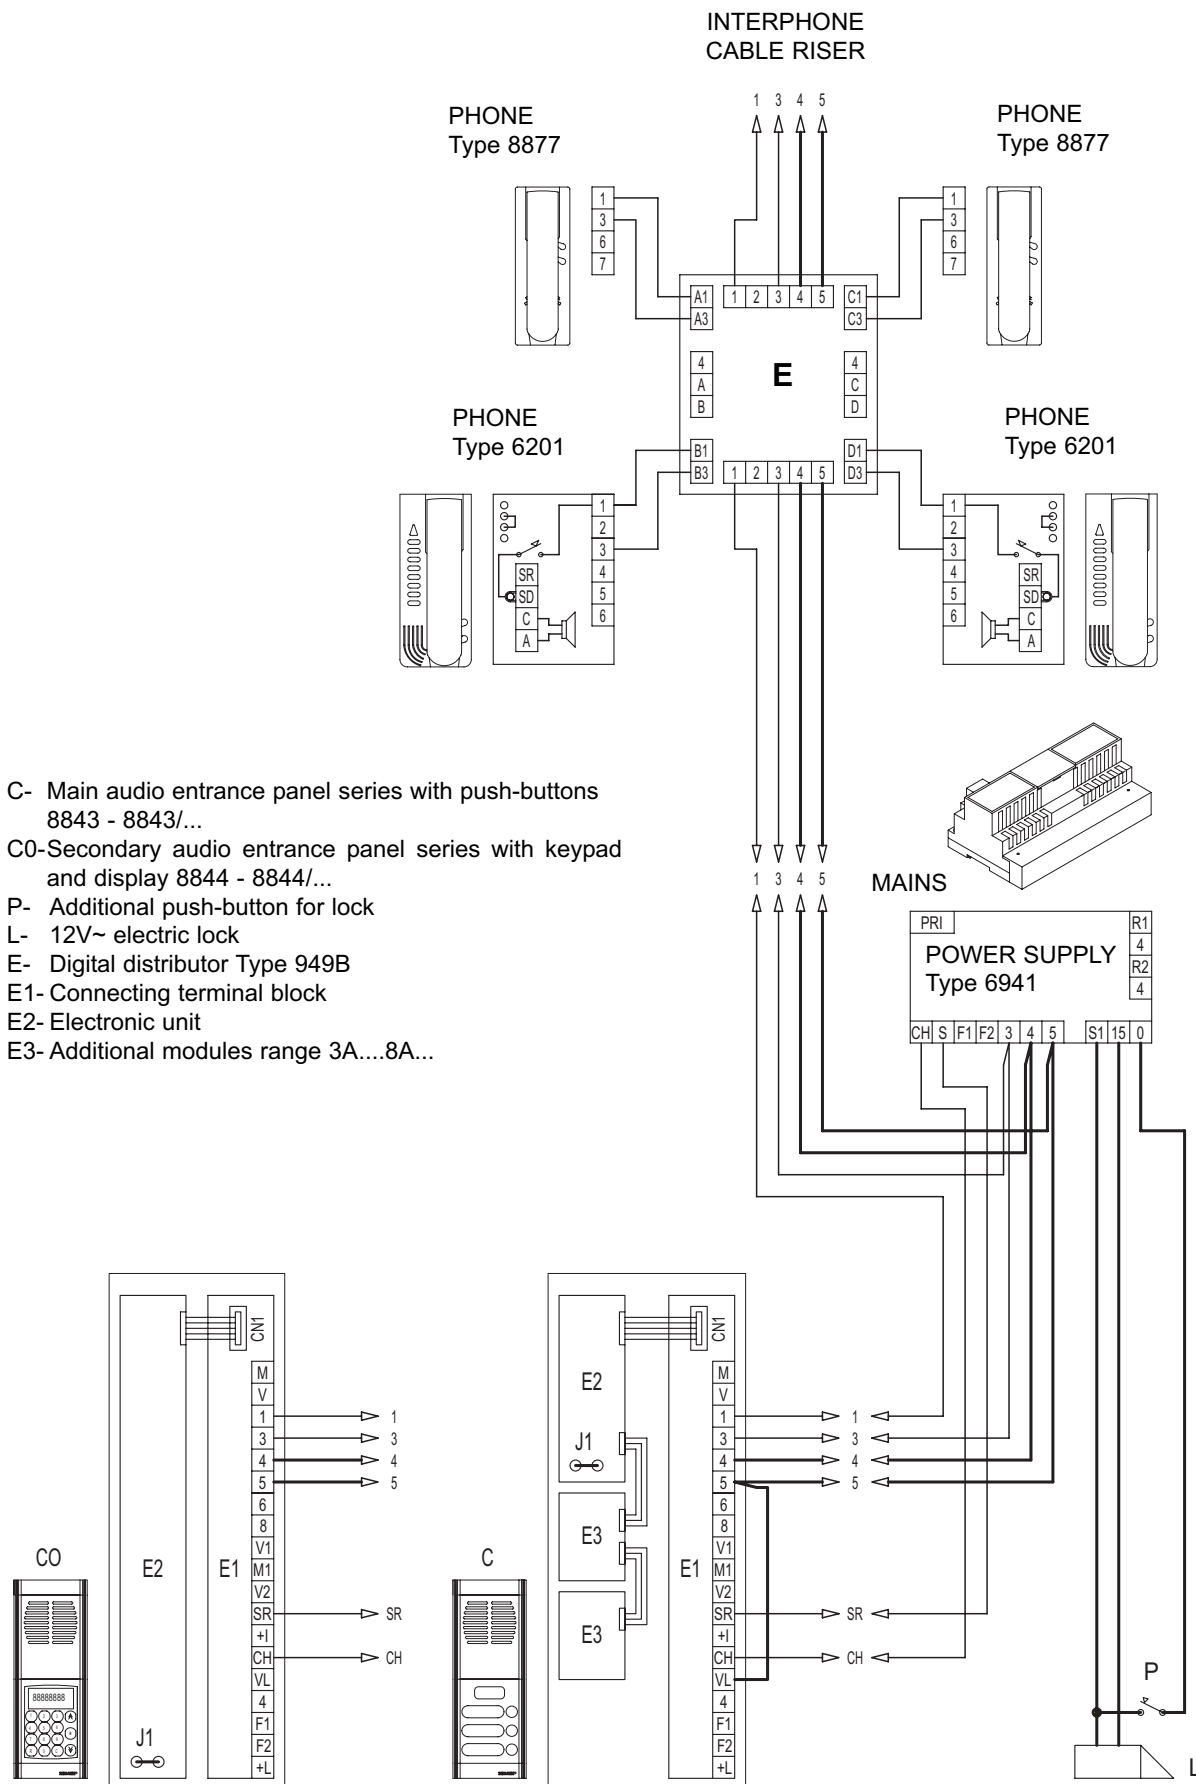 INTERPHONE
CABLE RISER
1 3 4 5
PHONE
Type 8877
PHONE
Type 8877
1
3
6
7
1
3
6
7
A1
A3
1 2 3 4 5
C1
C3
4
A
B
E
4
C
D
PHONE
Type 6201
PHONE
Type 6201
B1
B3
1 2 3 4 5
D1
D3
1
2
3
4
5
6
SR
SD
C
A
1
2
3
4
5
6
SR
SD
C
A
C- Main audio entrance panel series with push-buttons
8843 - 8843/...
C0-Secondary audio entrance panel series with keypad
and display 8844 - 8844/...
P- Additional push-button for lock
L- 12V~ electric lock
E- Digital distributor Type 949B
E1- Connecting terminal block
E2- Electronic unit
E3- Additional modules range 3A....8A...
1 3 4 5
MAINS
PRI
POWER SUPPLY
Type 6941
R1
4
R2
4
CH S F1 F2 3 4 5 S1 15 0
CN1
M
V
1
3
4
5
6
8
V1
M1
V2
SR
+I
CH
VL
4
F1
F2
+L
1
3
4
5
SR
CH
CO
88888888
E2
E1
J1
CN1
E2
J1
E3
E3
E1
C
M
V
1
3
4
5
6
8
V1
M1
V2
SR
+I
CH
VL
4
F1
F2
+L
1
3
4
5
SR
CH
P
L